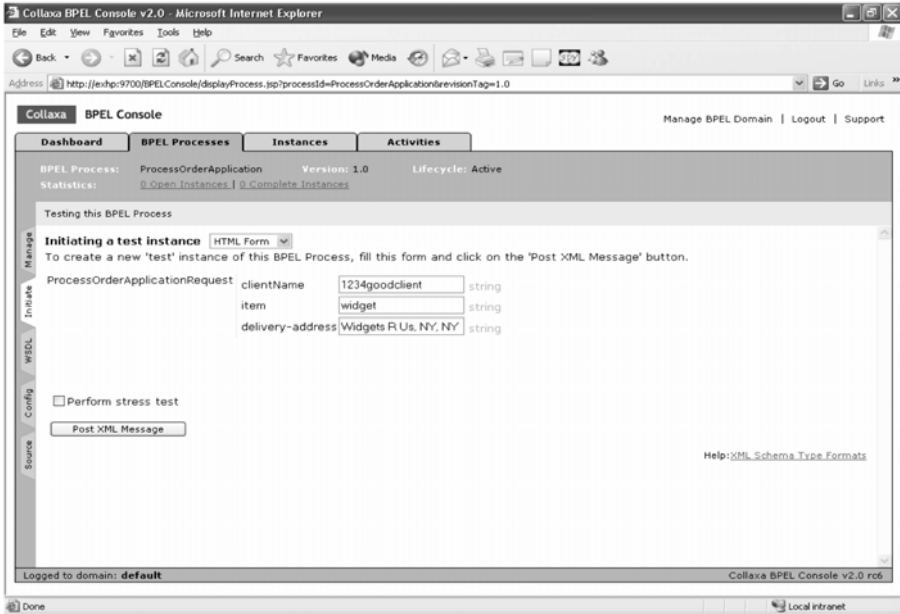 Collaxa BPEL Console v2.0 - Microsoft Internet Explorer
File Edit View Favorites Tools Help
Back Search Favorites Media
Address http://exhp:9700/BPELConsole/displayProcess.jsp?processId=ProcessOrderApplication&revisionTag=1.0 Go Links »
Collaxa BPEL Console
Manage BPEL Domain | Logout | Support
Dashboard BPEL Processes Instances Activities
BPEL Process: ProcessOrderApplication Version: 1.0 Lifecycle: Active
Statistics: 0 Open Instances | 0 Complete Instances
Testing this BPEL Process
Manage
Initiate
WSDL
Config
Source
Initiating a test instance HTML Form
To create a new 'test' instance of this BPEL Process, fill this form and click on the 'Post XML Message' button.
ProcessOrderApplicationRequest clientName 1234goodclient string
item widget string
delivery-address Widgets R Us, NY, NY string
Perform stress test
Post XML Message
Help:XML Schema Type Formats
Logged to domain: default Collaxa BPEL Console v2.0 rc6
Done Local intranet